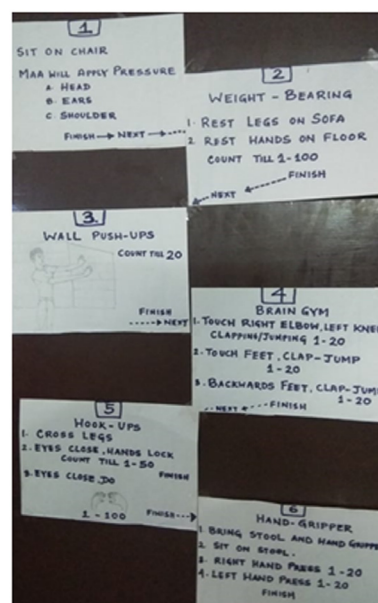 1
SIT ON CHAIR
MAA WILL APPLY PRESSURE
A. HEAD
B. EARS
C. SHOULDER
FINISH → NEXT
2
WEIGHT - BEARING
1. REST LEGS ON SOFA
2 REST HANDS ON FLOOR
COUNT TILL 1-100
FINISH
NEXT
3.
WALL PUSH-UPS
COUNT TILL 20
FINISH
NEXT
4
BRAIN GYM
1. TOUCH RIGHT ELBOW, LEFT KNEE
CLAPPING/JUMPING 1-20
2. TOUCH FEET, CLAP-JUMP
1-20
3. BACKWARDS FEET, CLAP-JUMP
1-20
NEXT FINISH
5
HOOK-UPS
1. CROSS LEGS
2. EYES CLOSE, HANDS LOCK
COUNT TILL 1-50 FINISH
3. EYES CLOSE, DO
1-100 FINISH
6
HAND-GRIPPER
1. BRING STOOL AND HAND GRIPPE
2 SIT ON STOOL.
3. RIGHT HAND PRESS 1-20
4. LEFT HAND PRESS 1-20
FINISH